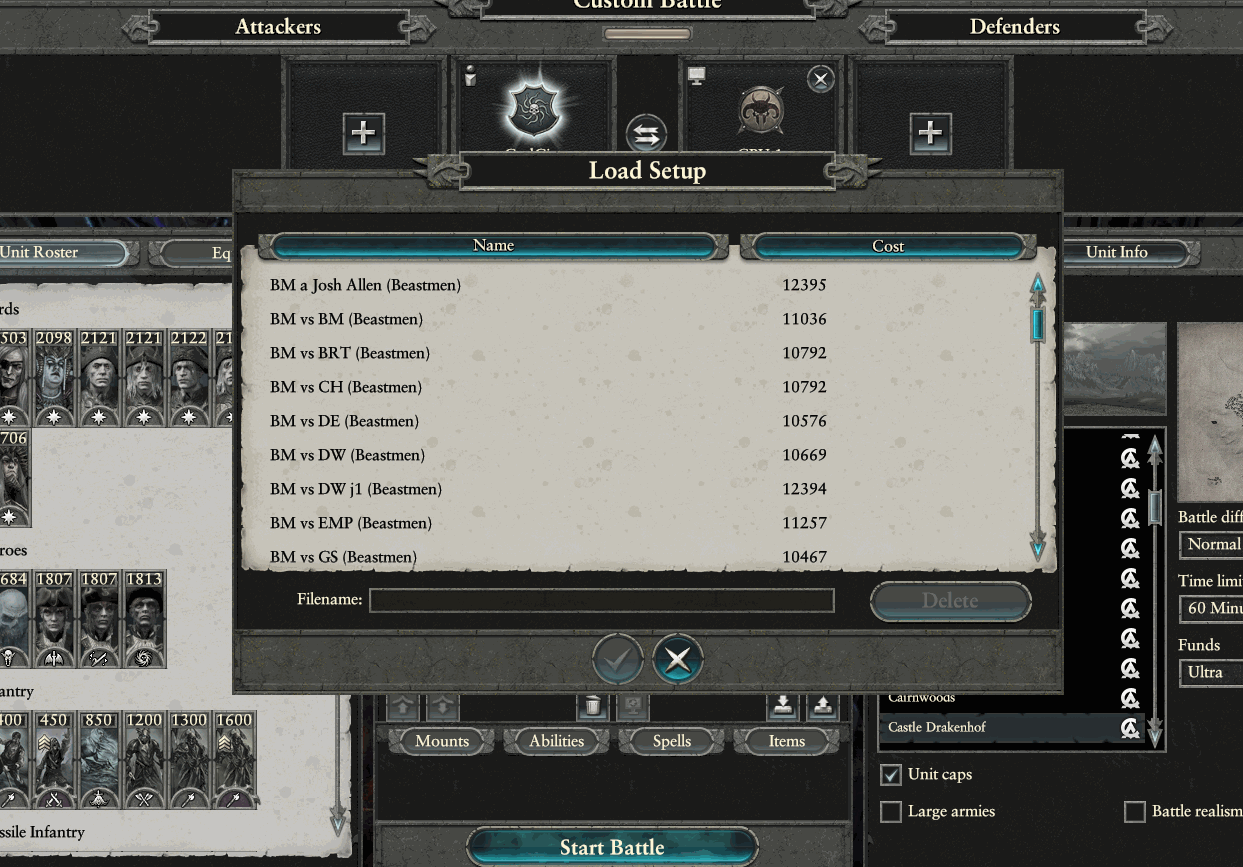 Custom Battle
Attackers
Defenders
Load Setup
Unit Roster
Name
Cost
Unit Info
BM a Josh Allen (Beastmen) 12395
BM vs BM (Beastmen) 11036
BM vs BRT (Beastmen) 10792
BM vs CH (Beastmen) 10792
BM vs DE (Beastmen) 10576
BM vs DW (Beastmen) 10669
BM vs DW j1 (Beastmen) 12394
BM vs EMP (Beastmen) 11257
BM vs GS (Beastmen) 10467
Filename:
Delete
503 2098 2121 2121 2122 21
706
684 1807 1807 1813
400 450 850 1200 1300 1600
ssile Infantry
Mounts
Abilities
Spells
Items
Start Battle
Cairnwoods
Castle Drakenhof
Battle diff
Normal
Time limi
60 Minu
Funds
Ultra
Unit caps
Large armies
Battle realism